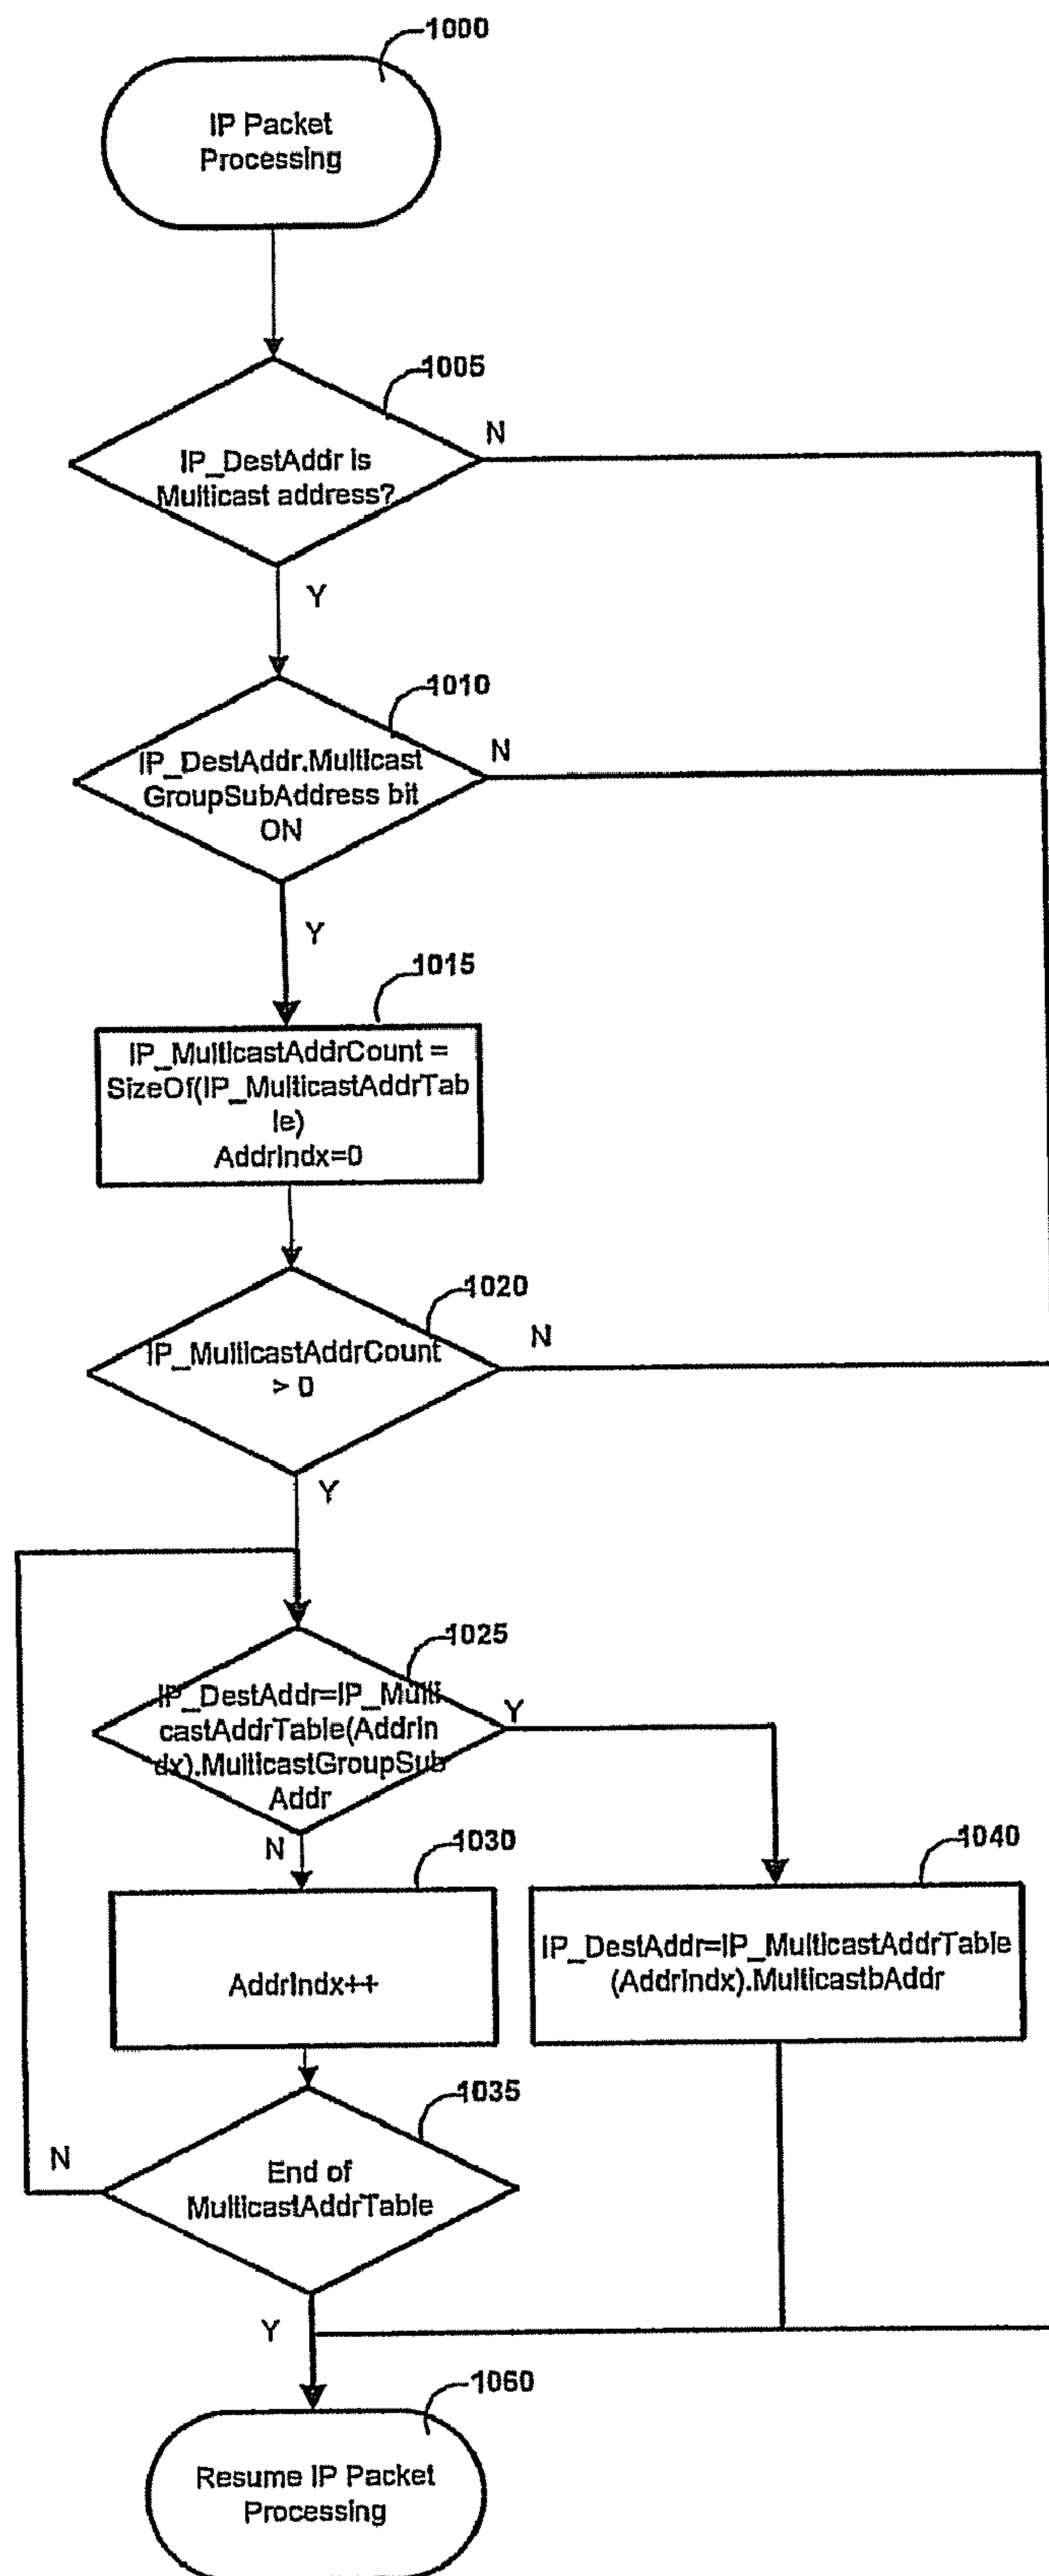 1000
IP Packet
Processing
1005
N
IP_DestAddr is
Multicast address?
Y
1010
N
IP_DestAddr.Multicast
GroupSubAddress bit
ON
Y
1015
IP_MulticastAddrCount =
SizeOf(IP_MulticastAddrTab
le)
AddrIndx=0
1020
N
IP_MulticastAddrCount
> 0
Y
1025
IP_DestAddr=IP_Multi
castAddrTable(AddrIn
dx).MulticastGroupSub
Addr
Y
N
1030
AddrIndx++
1040
IP_DestAddr=IP_MulticastAddrTable
(AddrIndx).MulticastbAddr
1035
N
End of
MulticastAddrTable
Y
1060
Resume IP Packet
Processing